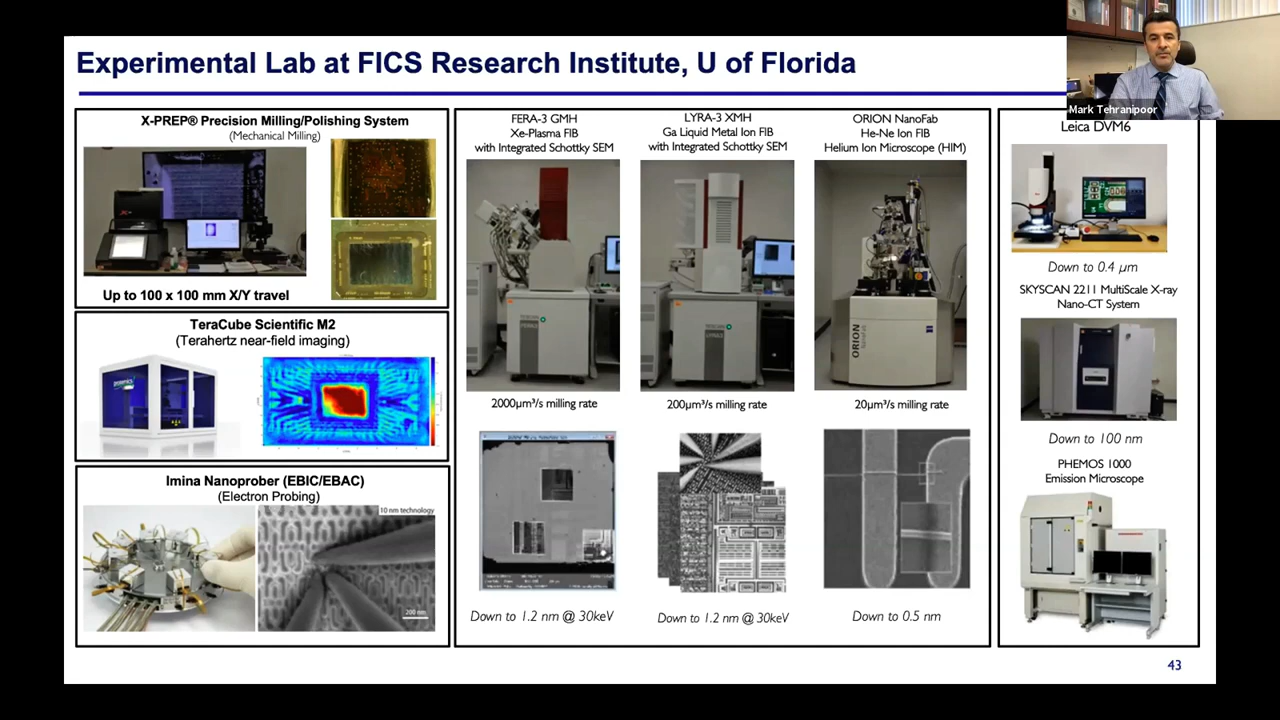 Experimental Lab at FICS Research Institute, U of Florida
Mark Tehranipoor
X-PREP® Precision Milling/Polishing System
(Mechanical Milling)
Up to 100 x 100 mm X/Y travel
TeraCube Scientific M2
(Terahertz near-field imaging)
Imina Nanoprober (EBIC/EBAC)
(Electron Probing)
10 nm technology
200 nm
FERA-3 GMH
Xe-Plasma FIB
with Integrated Schottky SEM
2000µm³/s milling rate
Down to 1.2 nm @ 30keV
LYRA-3 XMH
Ga Liquid Metal Ion FIB
with Integrated Schottky SEM
200µm³/s milling rate
Down to 1.2 nm @ 30keV
ORION NanoFab
He-Ne Ion FIB
Helium Ion Microscope (HIM)
ORION
20µm³/s milling rate
Down to 0.5 nm
Leica DVM6
Down to 0.4 µm
SKYSCAN 2211 MultiScale X-ray
Nano-CT System
Down to 100 nm
PHEMOS 1000
Emission Microscope
43